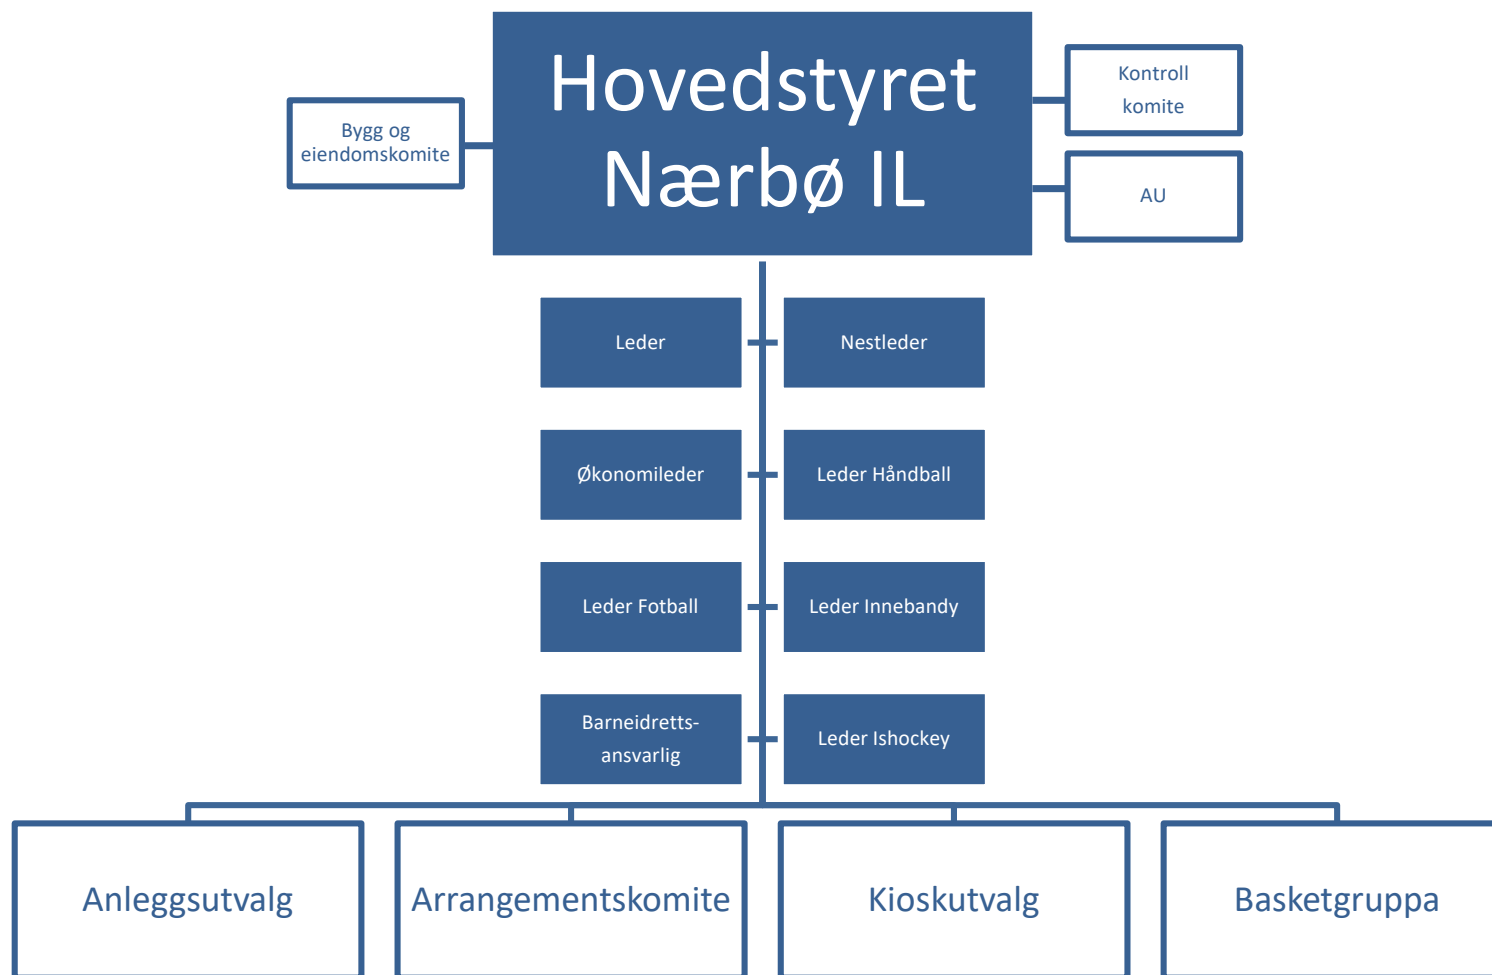 Hovedstyret
Nærbø IL
Bygg og
eiendomskomite
Kontroll
komite
AU
Leder
Nestleder
Økonomileder
Leder Håndball
Leder Fotball
Leder Innebandy
Barneidretts-
ansvarlig
Leder Ishockey
Anleggsutvalg
Arrangementskomite
Kioskutvalg
Basketgruppa